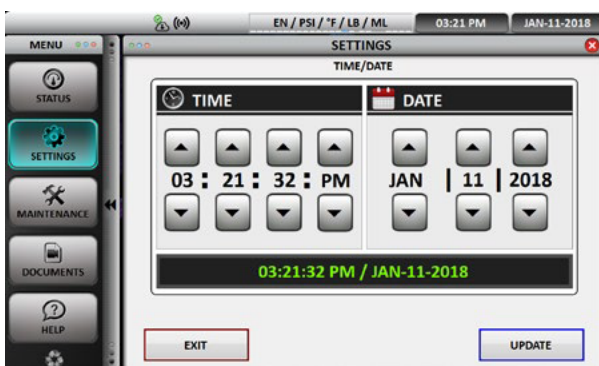 EN / PSI / °F / LB / ML 03:21 PM JAN-11-2018
MENU SETTINGS
TIME/DATE
STATUS
TIME DATE
SETTINGS
03 : 21 : 32 : PM JAN | 11 | 2018
MAINTENANCE
DOCUMENTS
03:21:32 PM / JAN-11-2018
HELP
EXIT UPDATE